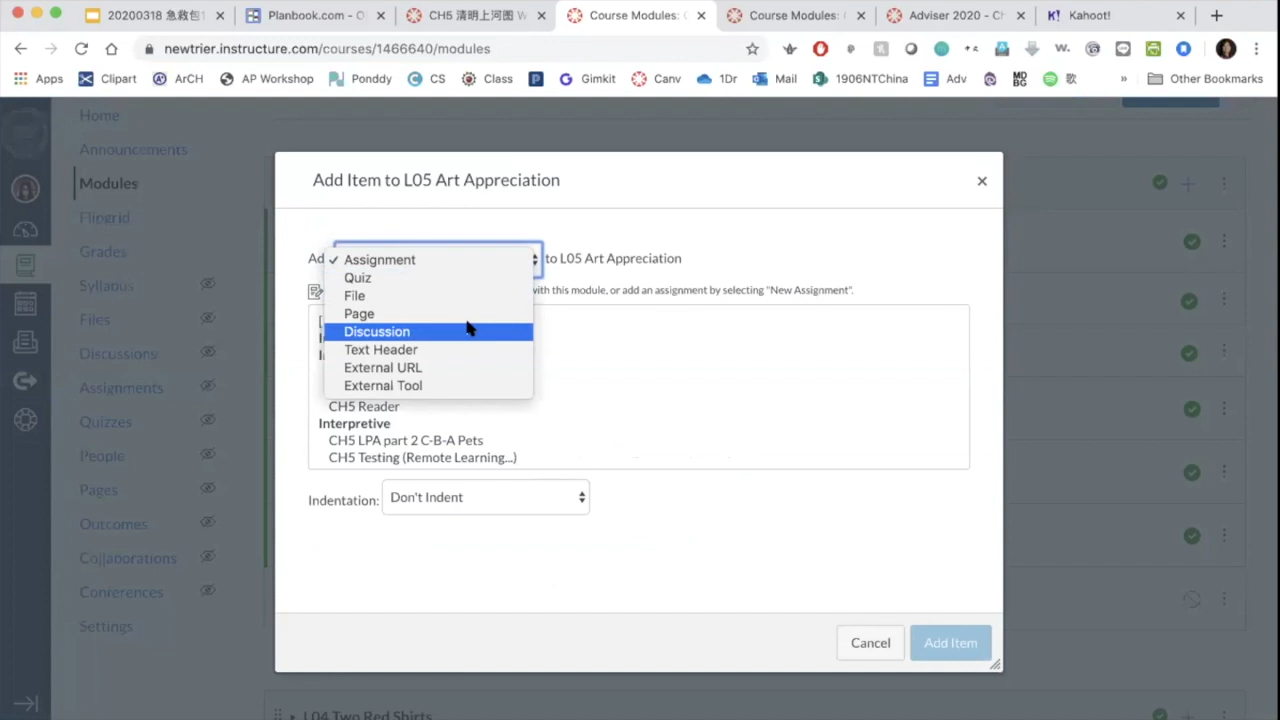 20200318 急救包1
Planbook.com - O
CH5 清明上河图 W
Course Modules: C
Course Modules: (
Adviser 2020 - Ch
K! Kahoot!
newtrier.instructure.com/courses/1466640/modules
Apps Clipart ArCH AP Workshop Ponddy CS Class Gimkit Canv 1Dr Mail 1906NTChina Adv MD BG 歌 » Other Bookmarks
Home
Announcements
Modules
Flipgrid
Grades
Syllabus
Files
Discussions
Assignments
Quizzes
People
Pages
Outcomes
Collaborations
Conferences
Settings
Add Item to L05 Art Appreciation
Ad
to L05 Art Appreciation
✓ Assignment
Quiz
File
Page
Discussion
Text Header
External URL
External Tool
with this module, or add an assignment by selecting "New Assignment".
CH5 Reader
Interpretive
CH5 LPA part 2 C-B-A Pets
CH5 Testing (Remote Learning...)
Indentation: Don't Indent
Cancel
Add Item
L04 Two Red Shirts